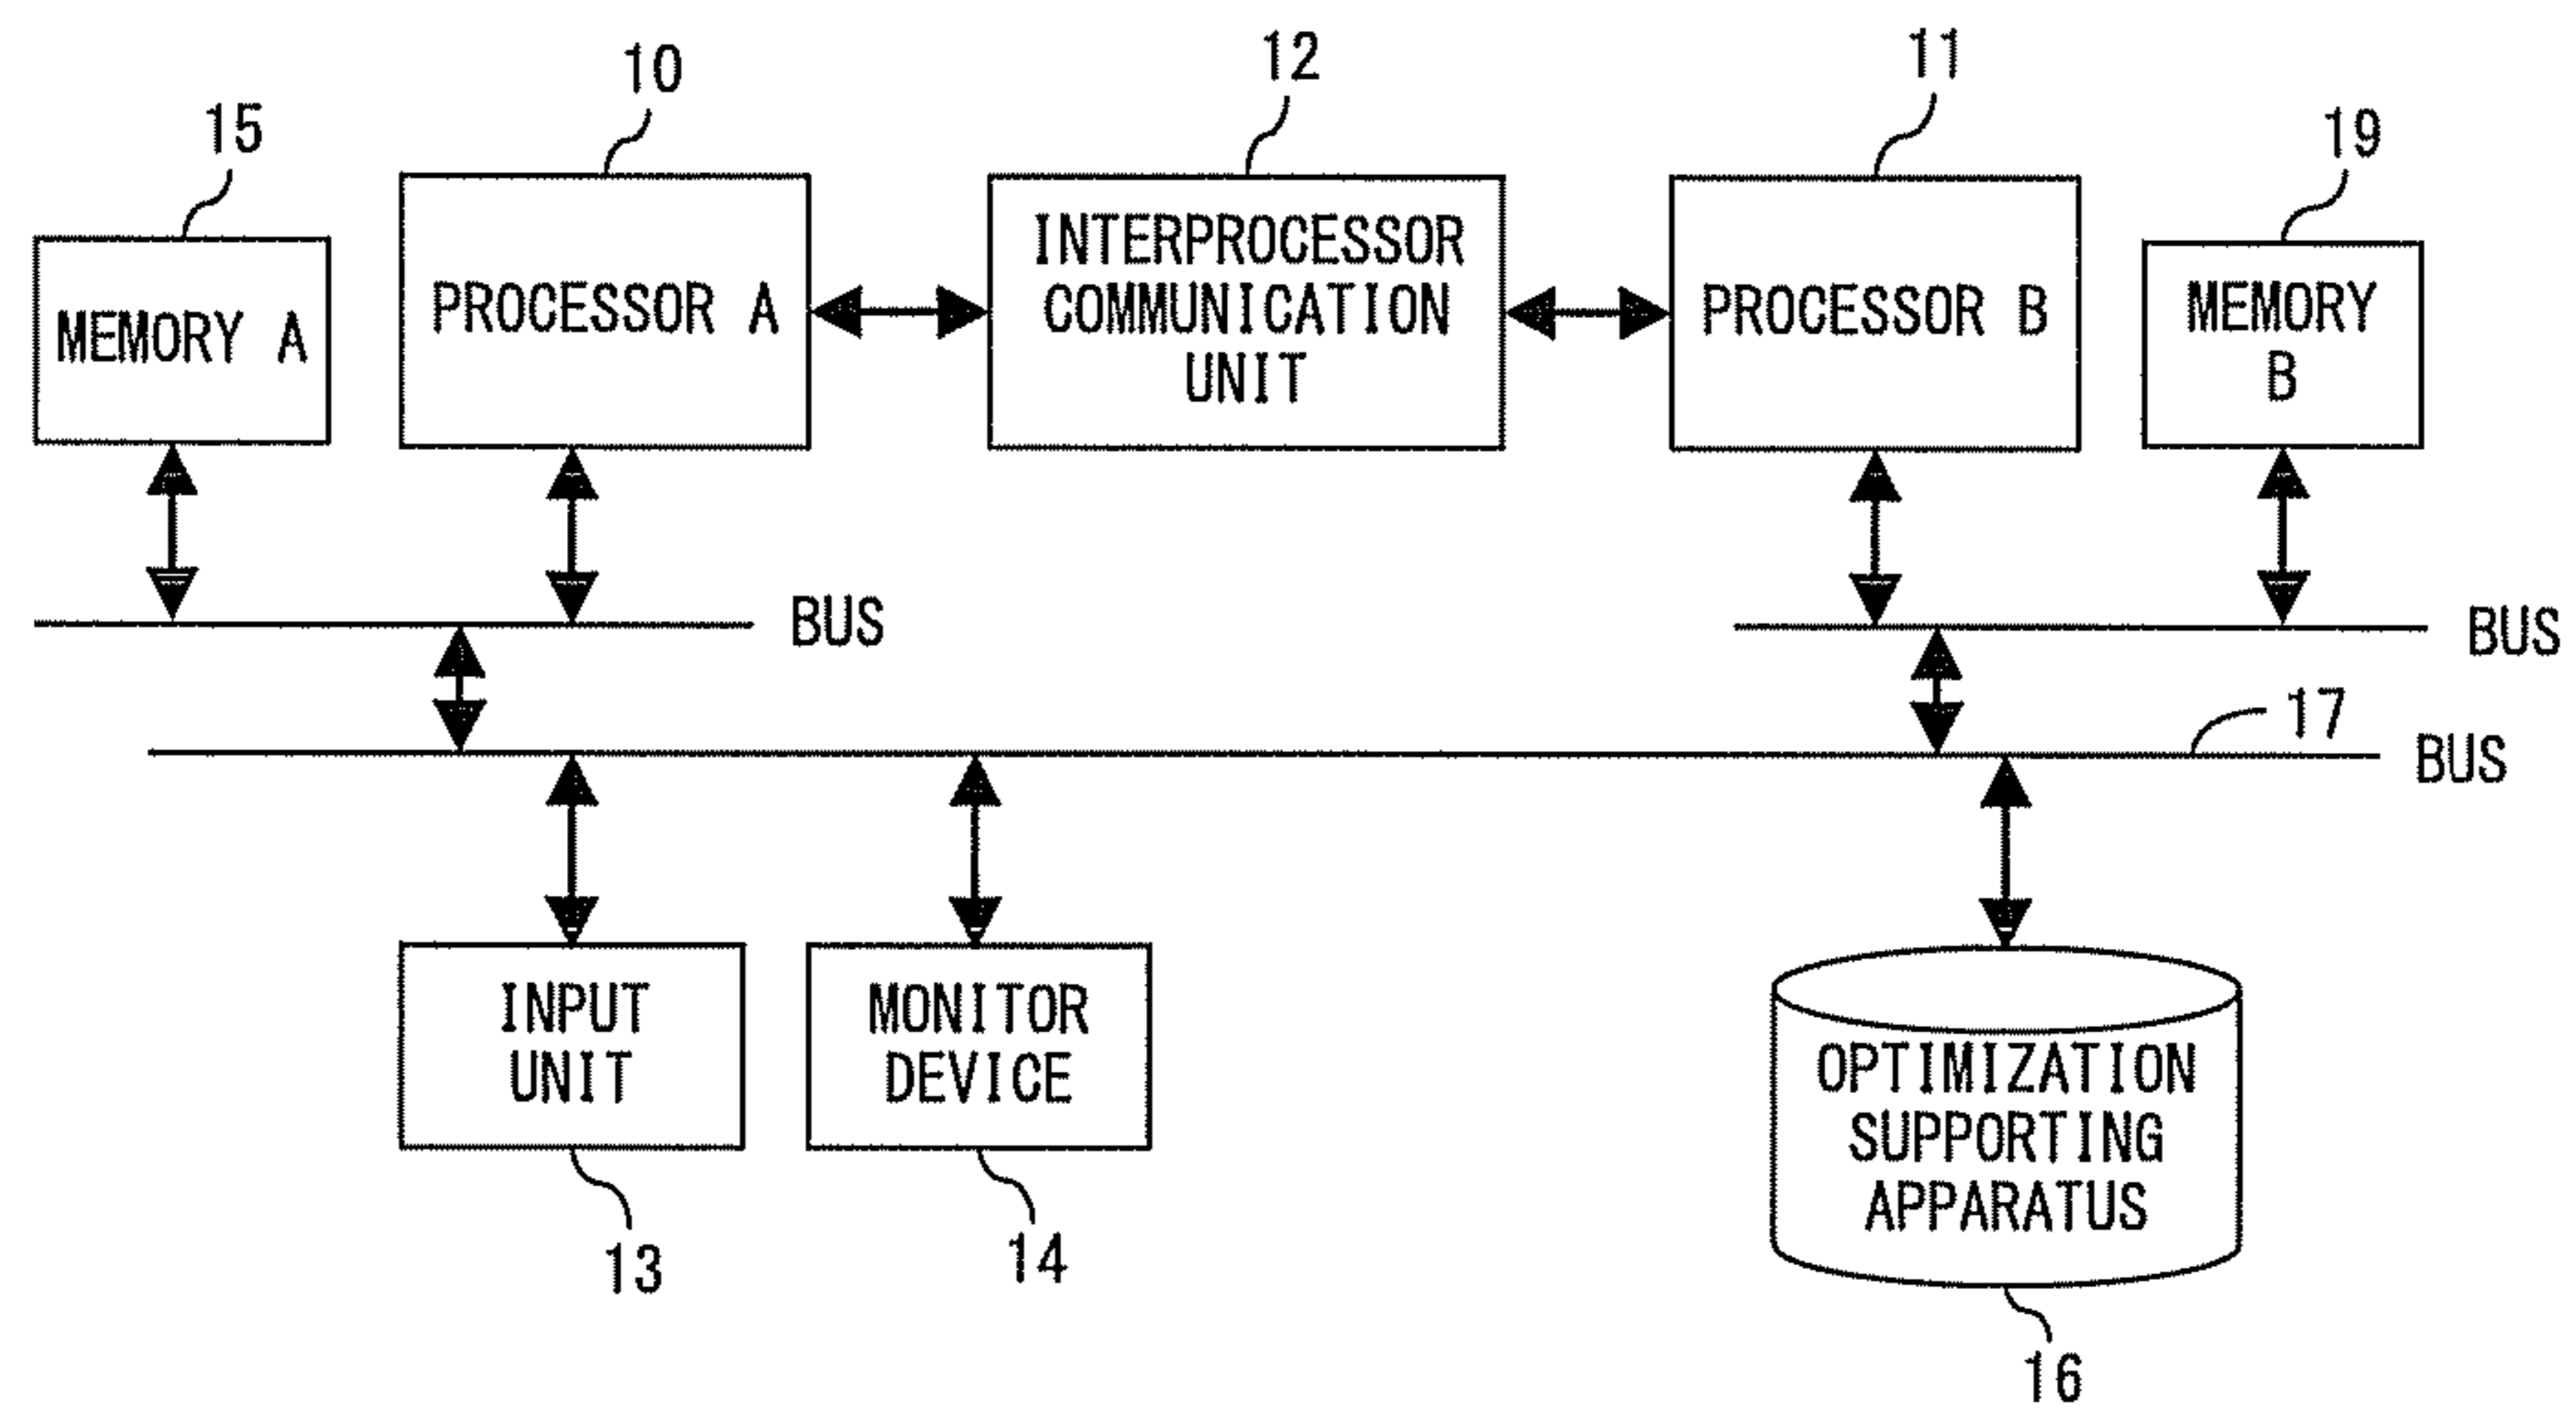 12
11
10
15
19
MEMORY A
PROCESSOR A
INTERPROCESSOR
COMMUNICATION
UNIT
PROCESSOR B
MEMORY
B
BUS
BUS
17
BUS
INPUT
UNIT
MONITOR
DEVICE
OPTIMIZATION
SUPPORTING
APPARATUS
13
14
16